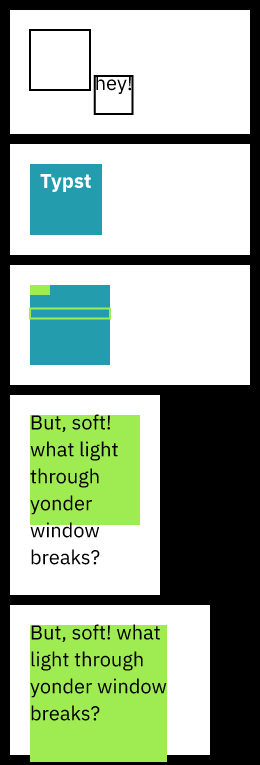 hey!
Typst
But, soft!
what light
through
yonder
window
breaks?
But, soft! what
light through
yonder window
breaks?